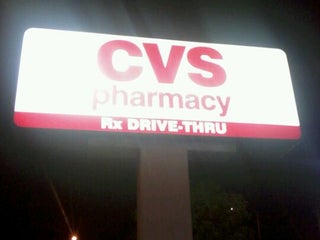 CVS
pharmacy
Rx DRIVE-THRU